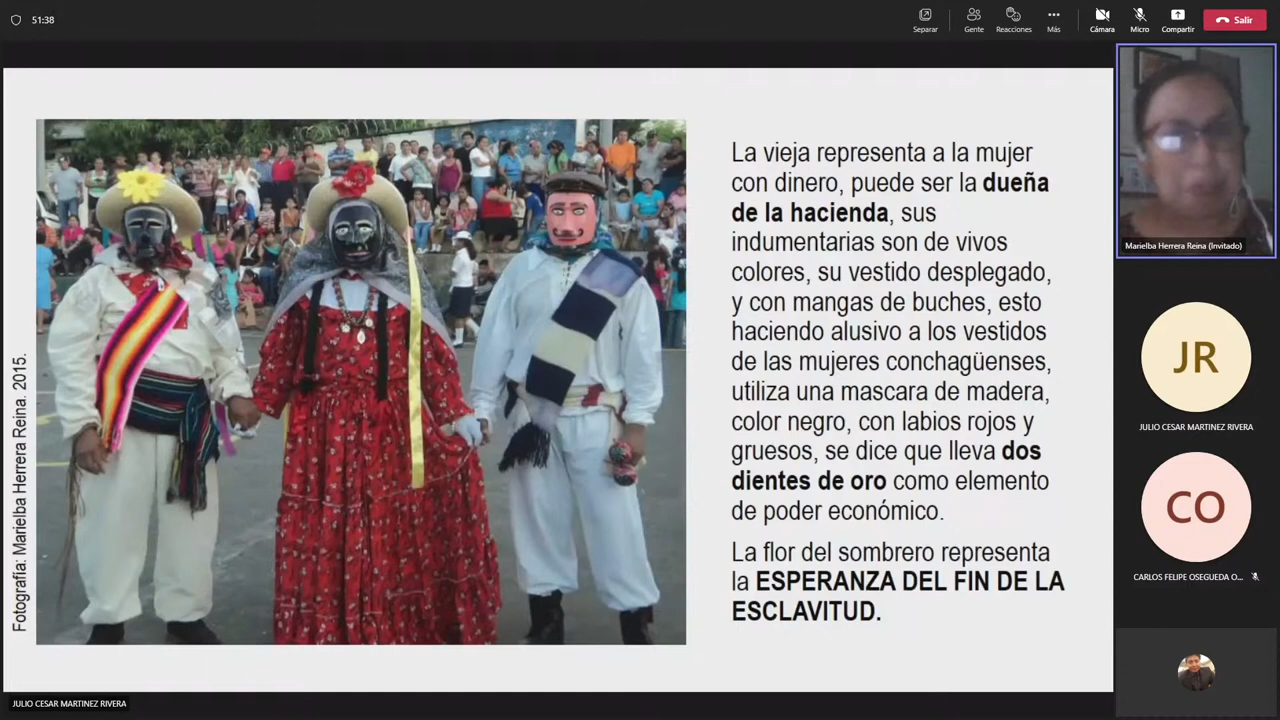 51:38
Separar
Gente
Reacciones
Más
Cámara
Micro
Compartir
Salir
La vieja representa a la mujer
con dinero, puede ser la dueña
de la hacienda, sus
indumentarias son de vivos
colores, su vestido desplegado,
y con mangas de buches, esto
haciendo alusivo a los vestidos
de las mujeres conchagüenses,
utiliza una mascara de madera,
color negro, con labios rojos y
gruesos, se dice que lleva dos
dientes de oro como elemento
de poder económico.
La flor del sombrero representa
la ESPERANZA DEL FIN DE LA
ESCLAVITUD.
Fotografía: Marielba Herrera Reina. 2015.
JULIO CESAR MARTINEZ RIVERA
Marielba Herrera Reina (Invitado)
JR
JULIO CESAR MARTINEZ RIVERA
CO
CARLOS FELIPE OSEGUEDA O...